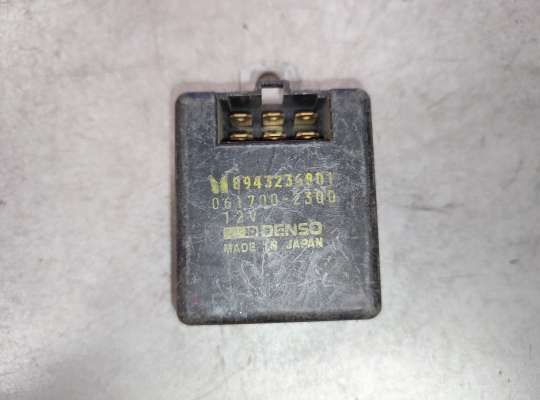 8943236901
061700-2300
12V
DENSO
MADE IN JAPAN